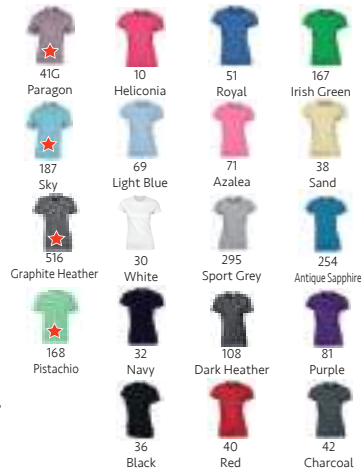 41G 10 51 167
Paragon Heliconia Royal Irish Green
187 69 71 38
Sky Light Blue Azalea Sand
516 30 295 254
Graphite Heather White Sport Grey Antique Sapphire
168 32 108 81
Pistachio Navy Dark Heather Purple
36 40 42
Black Red Charcoal